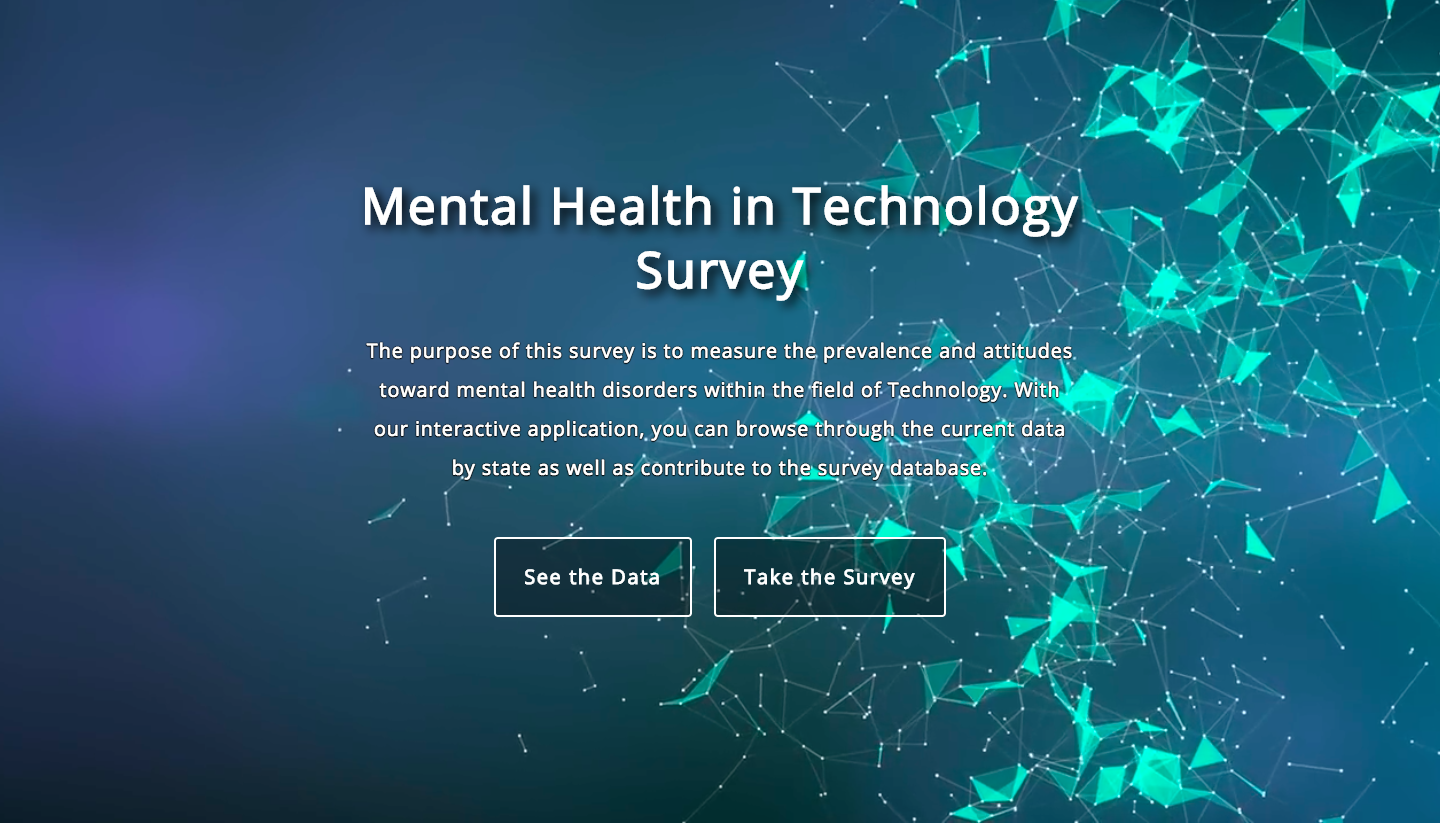 Mental Health in Technology
Survey
The purpose of this survey is to measure the prevalence and attitudes
toward mental health disorders within the field of Technology. With
our interactive application, you can browse through the current data
by state as well as contribute to the survey database.
See the Data
Take the Survey